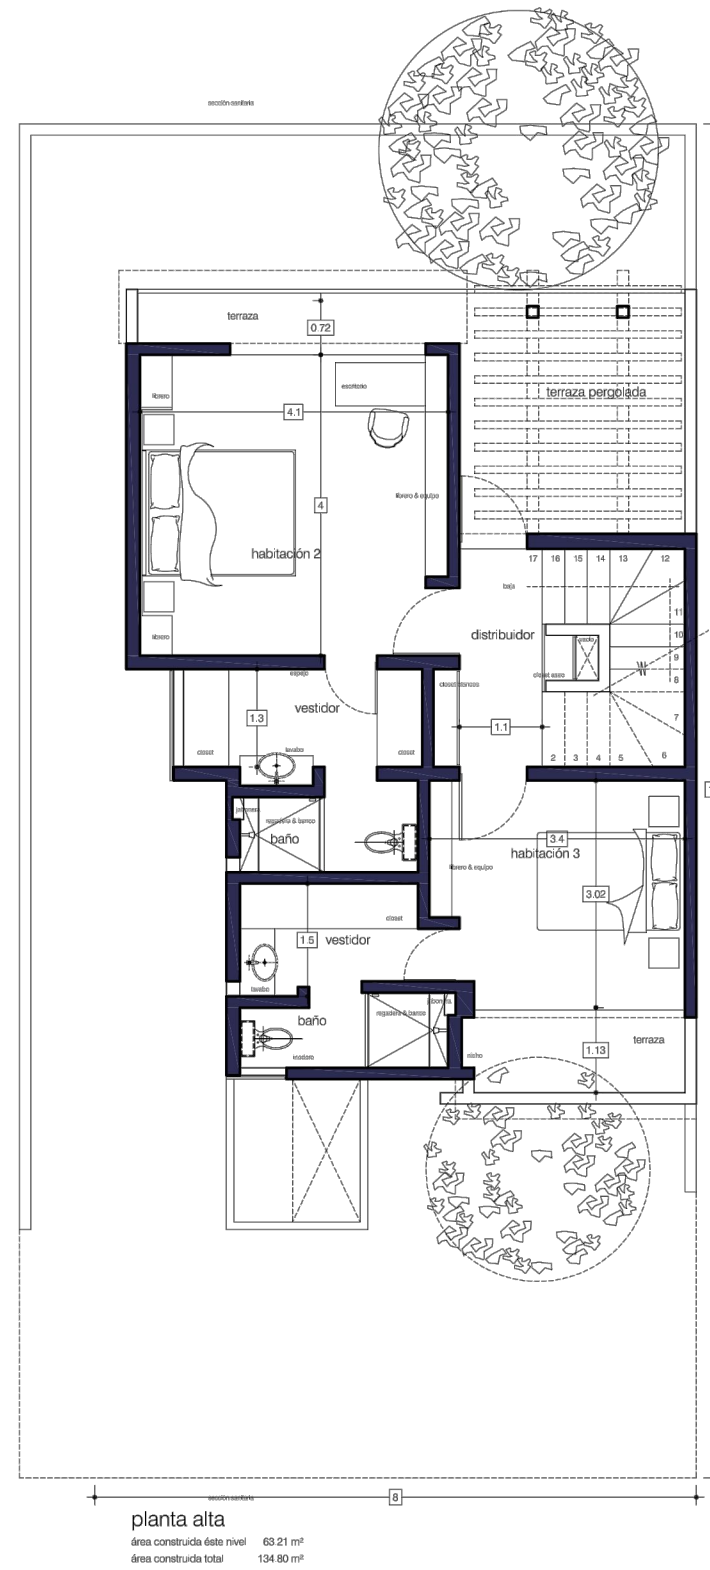 sección sanitaria
terraza
0.72
terraza pergolada
librero
escritorio
4.1
librero & equipo
4
habitación 2
17 16 15 14 13 12
baja
11
distribuidor
10
ducto
librero
9
espejo
closet aseo
8
closet blancos
vestidor
7
1.3
1.1
closet
lavabo
closet
2 3 4 5 6
jabonera
regadera & banco
baño
3.4
habitación 3
librero & equipo
3.02
closet
1.5
vestidor
lavabo
jabonera
regadera & banco
baño
terraza
1.13
inodoro
nicho
8
sección sanitaria
planta alta
área construida éste nivel 63.21 m²
área construida total 134.80 m²